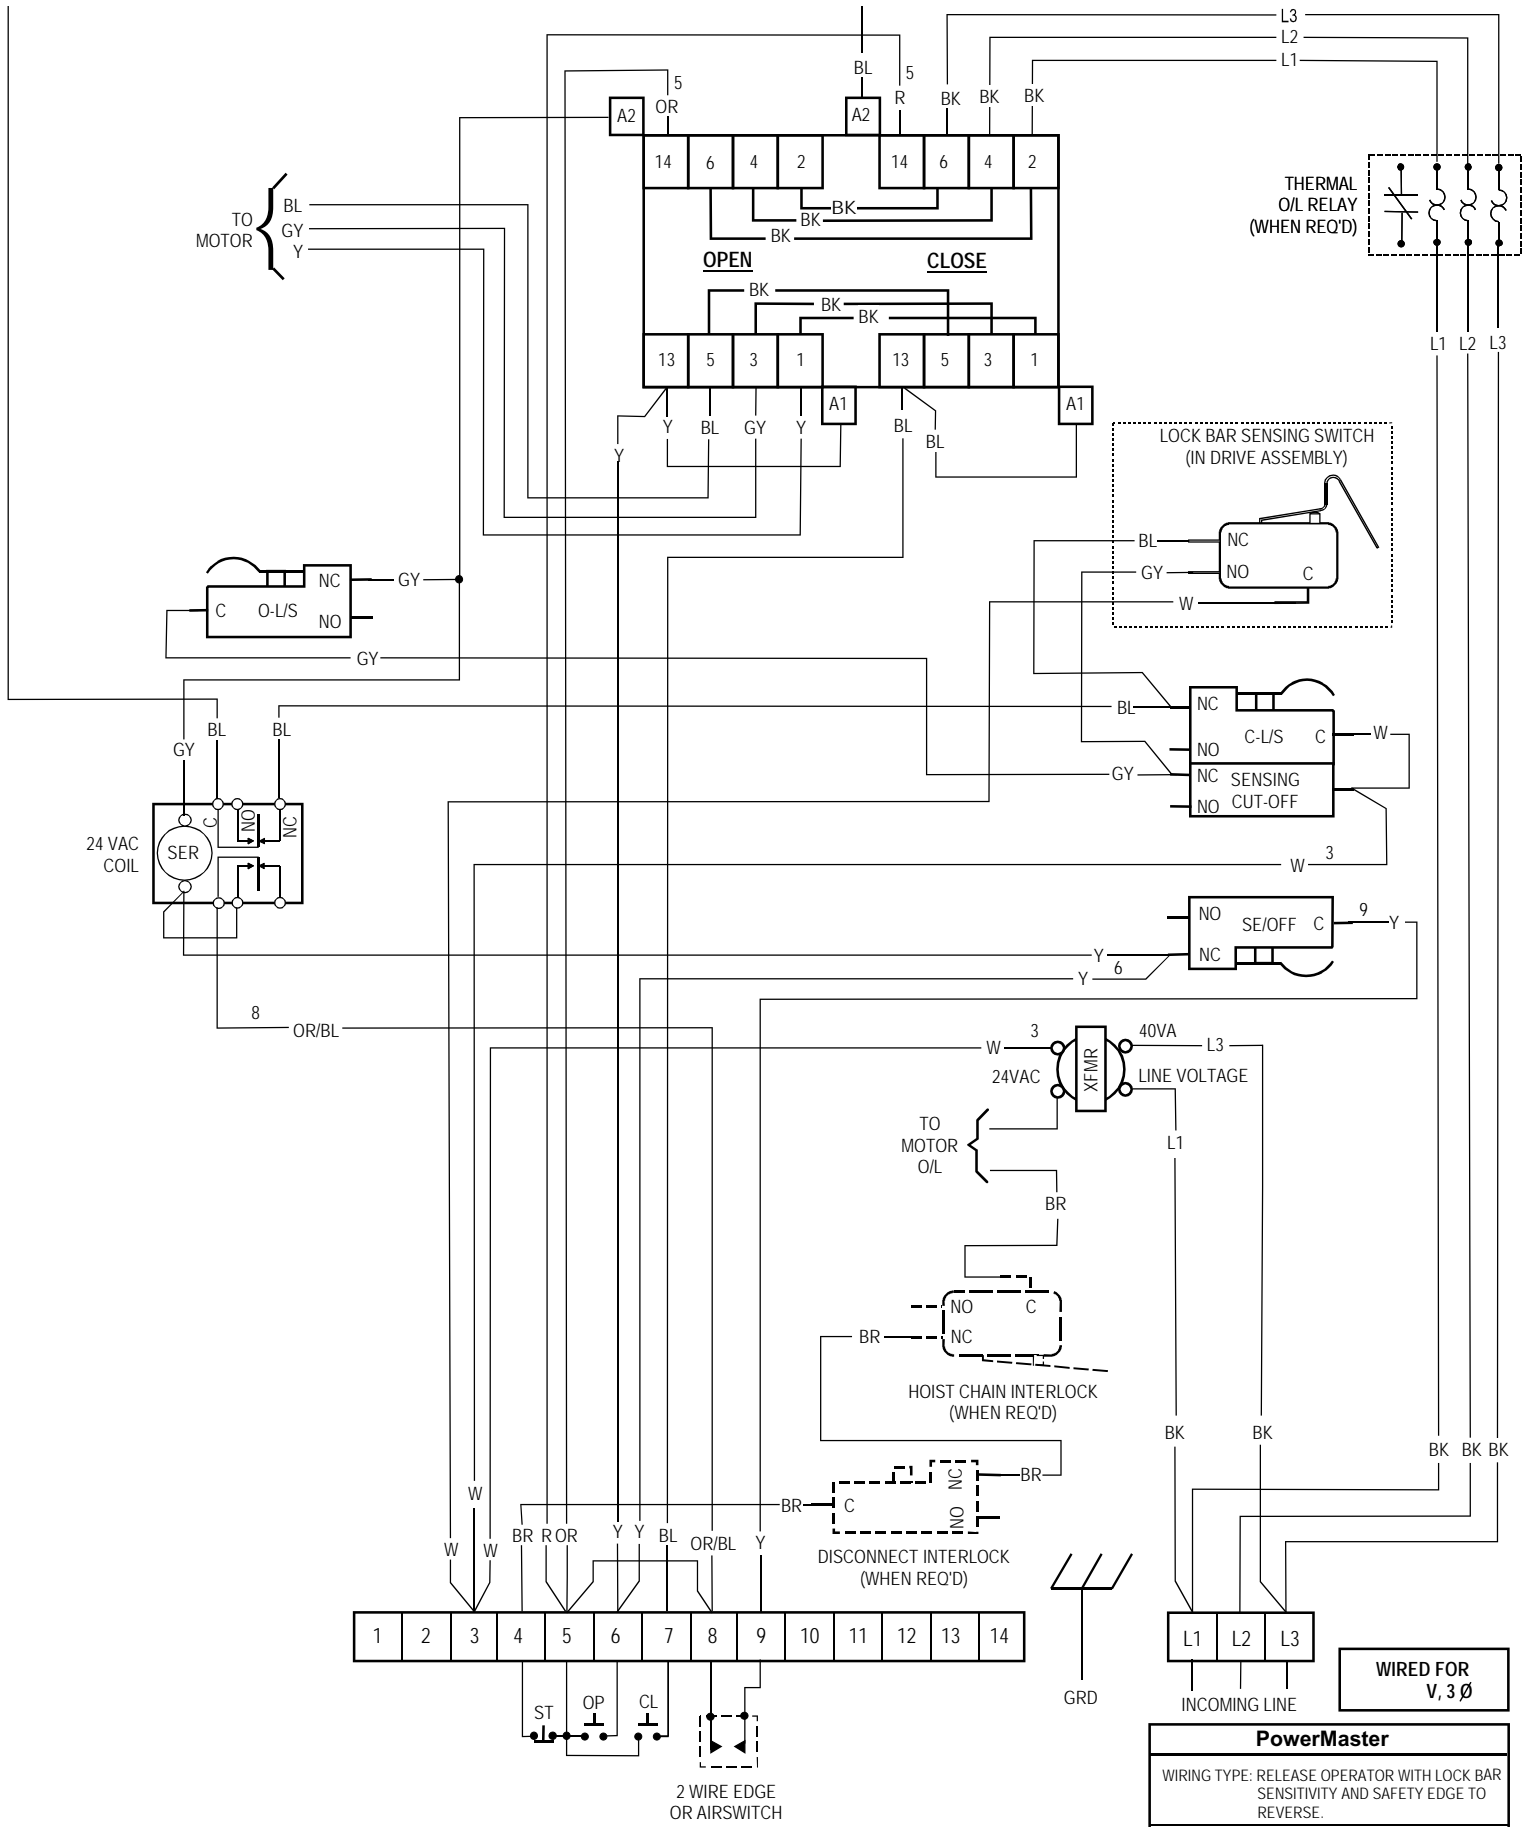 L3
L2
L1
BL
5
R
BK
BK
BK
5
OR
A2
A2
14
6
4
2
14
6
4
2
THERMAL
O/L RELAY
(WHEN REQ'D)
BK
BK
BK
TO
MOTOR
BL
GY
Y
OPEN
CLOSE
BK
BK
BK
L1
L2
L3
13
5
3
1
13
5
3
1
A1
A1
Y
Y
BL
GY
Y
BL
BL
LOCK BAR SENSING SWITCH
(IN DRIVE ASSEMBLY)
BL
NC
GY
NO
C
W
NC
GY
C
O-L/S
NO
GY
BL
NC
C-L/S
C
W
NO
GY
NC
SENSING
CUT-OFF
NO
BL
BL
GY
24 VAC
COIL
SER
C
NO
NC
W
3
NO
SE/OFF
C
9
Y
NC
Y
6
Y
8
OR/BL
W
3
24VAC
XFMR
40VA
L3
LINE VOLTAGE
TO
MOTOR
O/L
L1
BR
NO
C
NC
BR
HOIST CHAIN INTERLOCK
(WHEN REQ'D)
BK
BK
BK
BK
BK
BR
C
NC
NO
BR
DISCONNECT INTERLOCK
(WHEN REQ'D)
W
W
W
BR
R
OR
Y
Y
BL
OR/BL
Y
1
2
3
4
5
6
7
8
9
10
11
12
13
14
L1
L2
L3
INCOMING LINE
GRD
ST
OP
CL
2 WIRE EDGE
OR AIRSWITCH
WIRED FOR
V, 3 Ø
PowerMaster
WIRING TYPE: RELEASE OPERATOR WITH LOCK BAR
SENSITIVITY AND SAFETY EDGE TO
REVERSE.